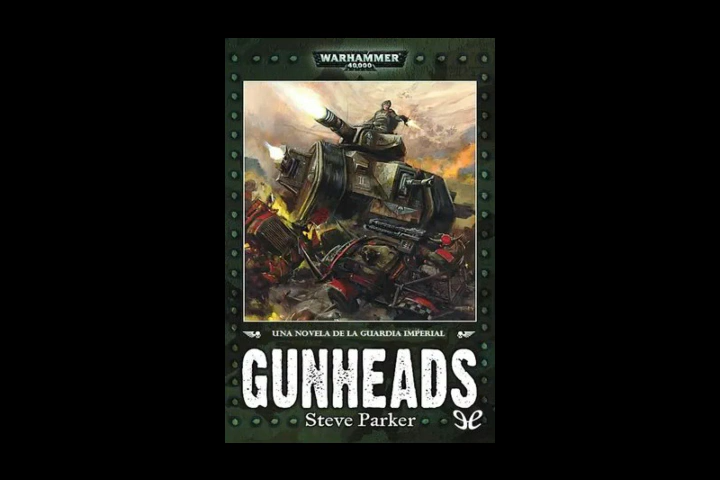 WARHAMMER
40,000
UNA NOVELA DE LA GUARDIA IMPERIAL
GUNHEADS
Steve Parker